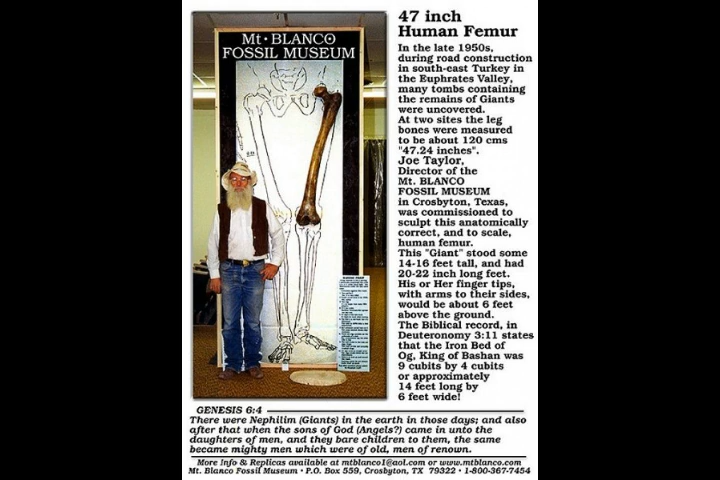 Mt • BLANCO
FOSSIL MUSEUM
47 inch
Human Femur
In the late 1950s,
during road construction
in south-east Turkey in
the Euphrates Valley,
many tombs containing
the remains of Giants
were uncovered.
At two sites the leg
bones were measured
to be about 120 cms
"47.24 inches".
Joe Taylor,
Director of the
Mt. BLANCO
FOSSIL MUSEUM
in Crosbyton, Texas,
was commissioned to
sculpt this anatomically
correct, and to scale,
human femur.
This "Giant" stood some
14-16 feet tall, and had
20-22 inch long feet.
His or Her finger tips,
with arms to their sides,
would be about 6 feet
above the ground.
The Biblical record, in
Deuteronomy 3:11 states
that the Iron Bed of
Og, King of Bashan was
9 cubits by 4 cubits
or approximately
14 feet long by
6 feet wide!
GENESIS 6:4
There were Nephilim (Giants) in the earth in those days; and also
after that when the sons of God (Angels?) came in unto the
daughters of men, and they bare children to them, the same
became mighty men which were of old, men of renown.
More Info & Replicas available at mtblanco1@aol.com or www.mtblanco.com
Mt. Blanco Fossil Museum • P.O. Box 559, Crosbyton, TX 79322 • 1-800-367-7454